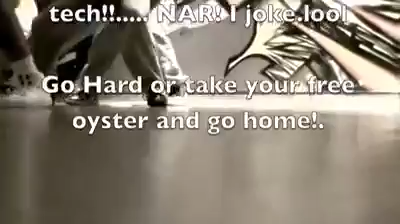 tech!!..... NAR! I joke.lool
Go Hard or take your free
oyster and go home!.